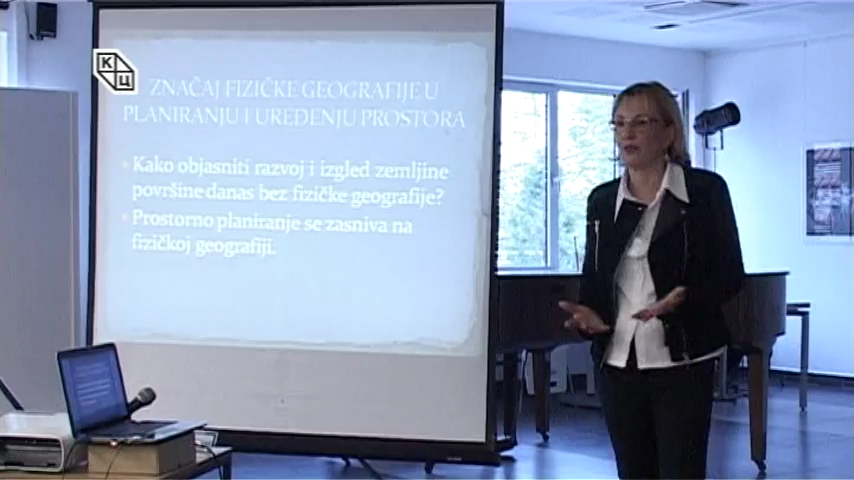 К
Ц
ZNAČAJ FIZIČKE GEOGRAFIJE U
PLANIRANJU I UREĐENJU PROSTORA
Kako objasniti razvoj i izgled zemljine
površine danas bez fizičke geografije?
Prostorno planiranje se zasniva na
fizičkoj geografiji.